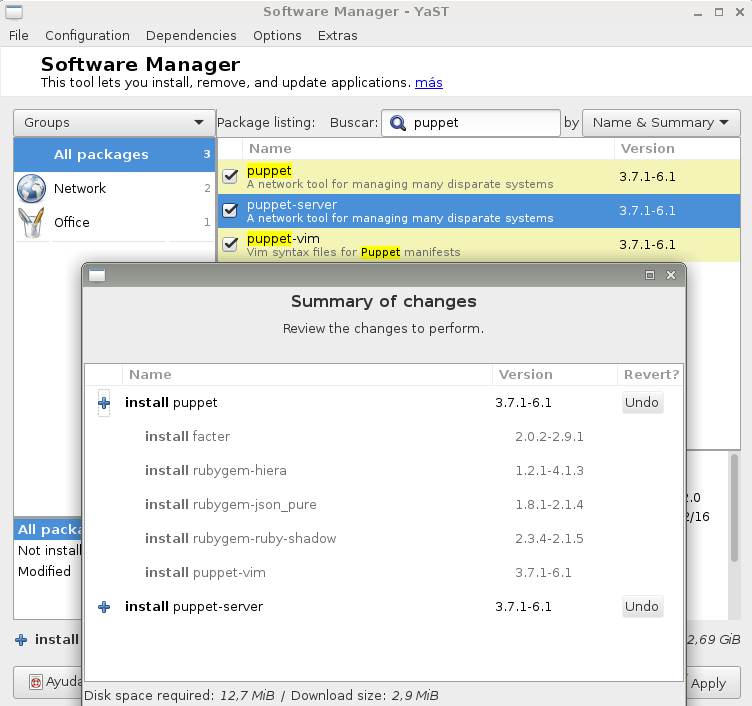 Software Manager - YaST
File Configuration Dependencies Options Extras
Software Manager
This tool lets you install, remove, and update applications. más
Groups Package listing: Buscar: puppet by Name & Summary
All packages 3
Network 2
Office 1
Name Version
puppet 3.7.1-6.1
A network tool for managing many disparate systems
puppet-server 3.7.1-6.1
A network tool for managing many disparate systems
puppet-vim 3.7.1-6.1
Vim syntax files for Puppet manifests
Summary of changes
Review the changes to perform.
Name Version Revert?
install puppet 3.7.1-6.1 Undo
install facter 2.0.2-2.9.1
install rubygem-hiera 1.2.1-4.1.3
install rubygem-json_pure 1.8.1-2.1.4
install rubygem-ruby-shadow 2.3.4-2.1.5
install puppet-vim 3.7.1-6.1
install puppet-server 3.7.1-6.1 Undo
Disk space required: 12,7 MiB / Download size: 2,9 MiB
All packa
Not install
Modified
.0
2/16
install
2,69 GiB
Ayuda
Apply